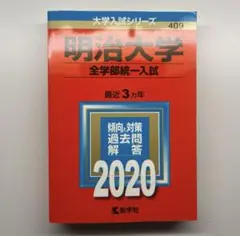 大学入試シリーズ
409
明治大学
全学部統一入試
最近3ヵ年
傾向と対策
過去問
解答
2020
教学社